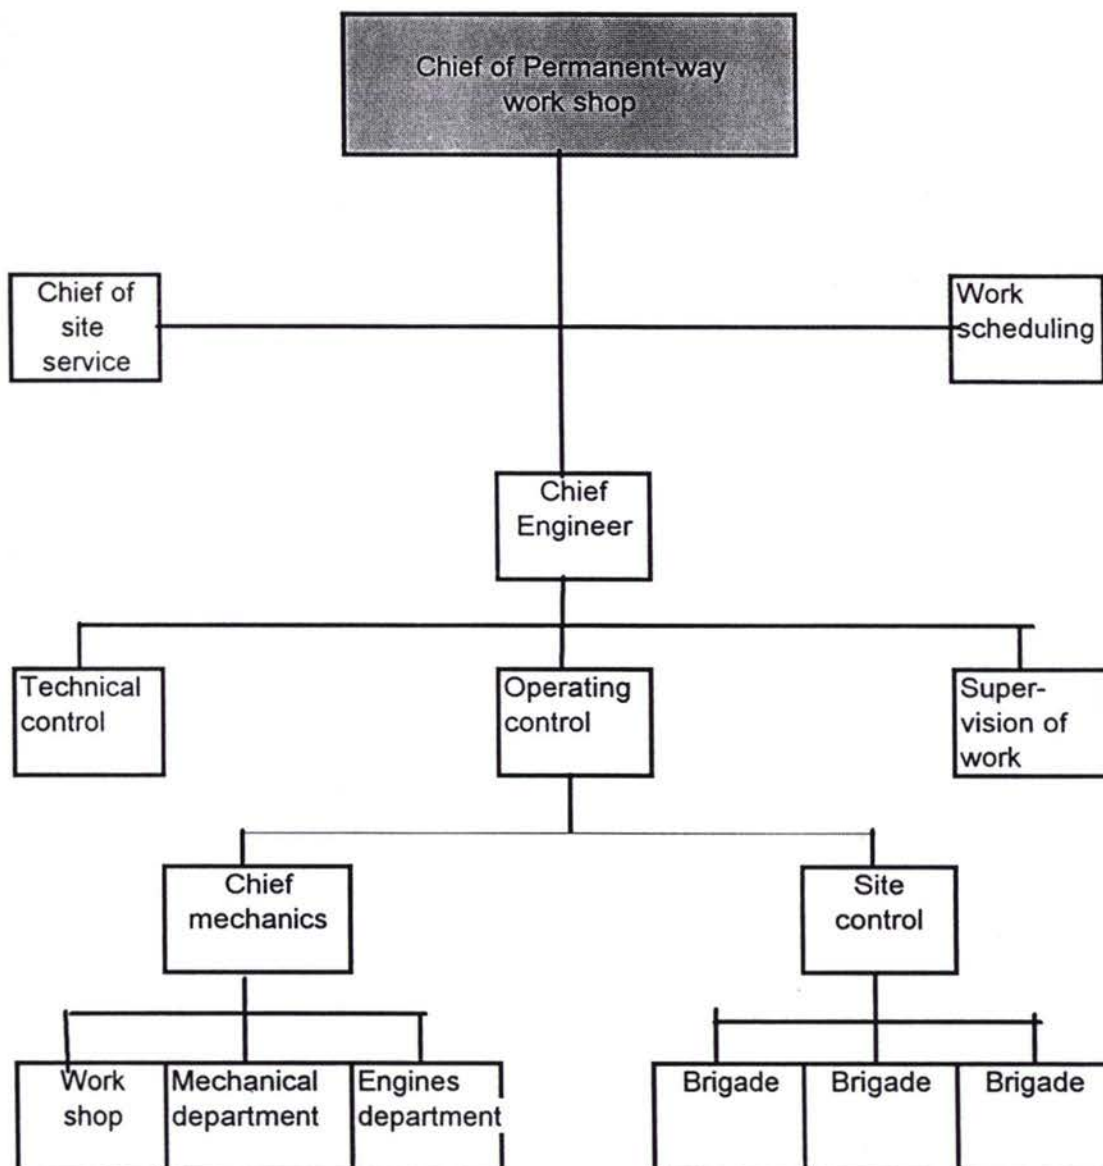 Chief of Permanent-way
work shop
Chief of
site
service
Work
scheduling
Chief
Engineer
Technical
control
Operating
control
Super-
vision of
work
Chief
mechanics
Site
control
Work
shop
Mechanical
department
Engines
department
Brigade
Brigade
Brigade